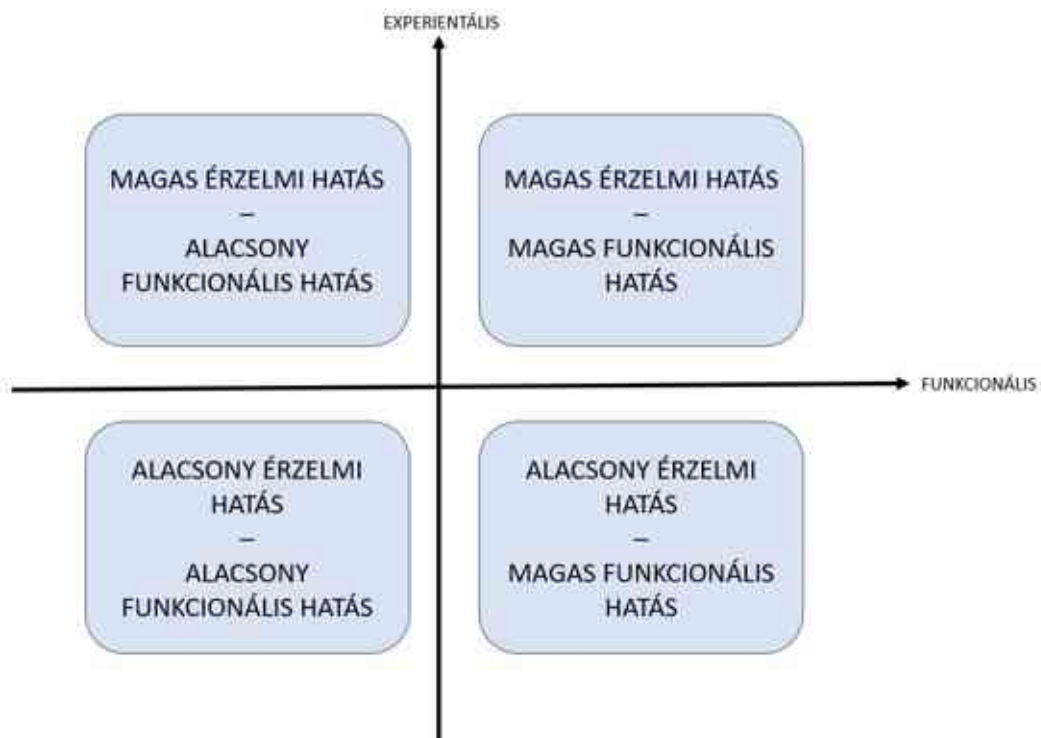 EXPERIENTÁLIS
MAGAS ÉRZELMI HATÁS
–
ALACSONY
FUNKCIONÁLIS HATÁS
MAGAS ÉRZELMI HATÁS
–
MAGAS FUNKCIONÁLIS
HATÁS
FUNKCIONÁLIS
ALACSONY ÉRZELMI
HATÁS
–
ALACSONY
FUNKCIONÁLIS HATÁS
ALACSONY ÉRZELMI
HATÁS
–
MAGAS FUNKCIONÁLIS
HATÁS